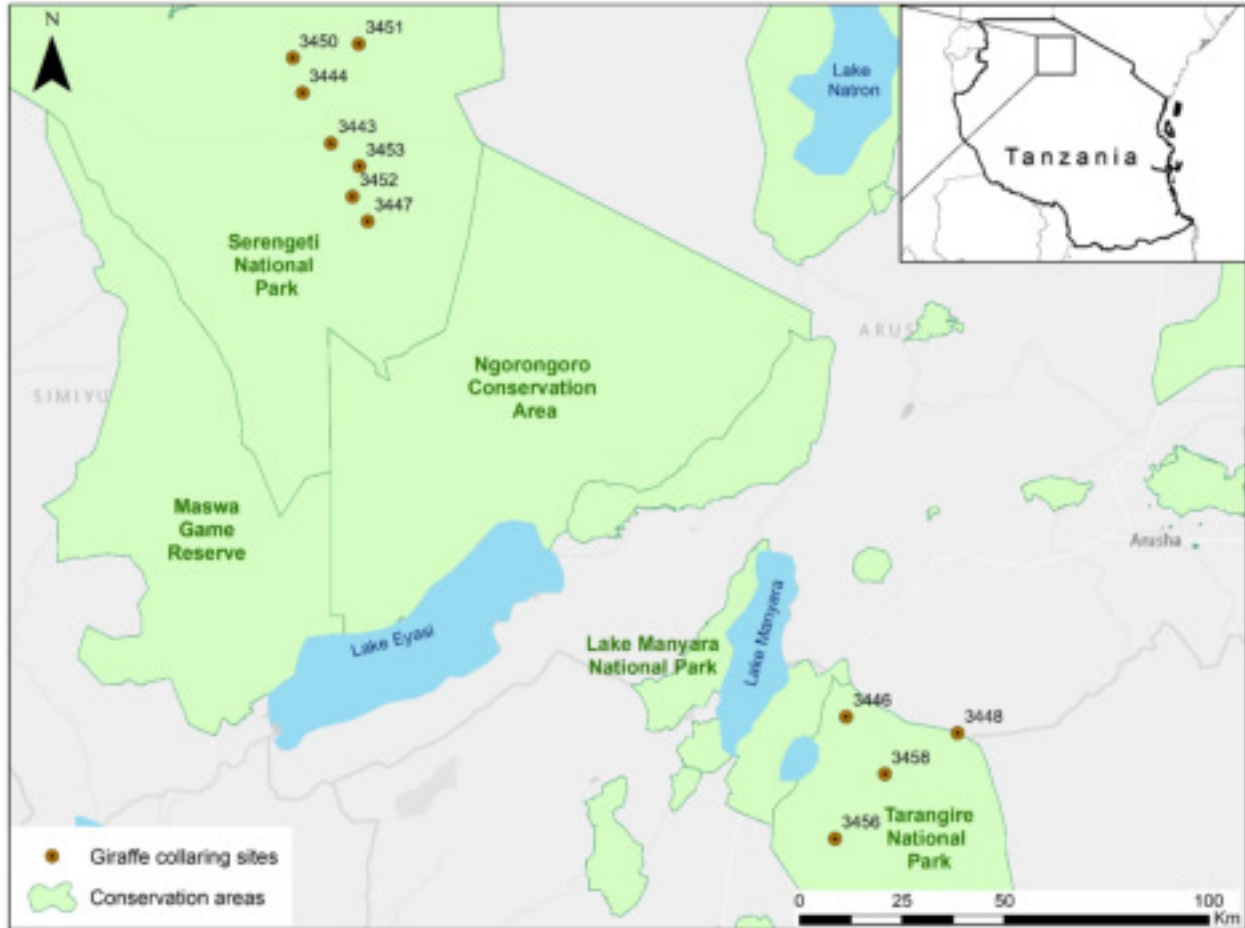 N
3450
3451
3444
3443
3453
3452
3447
Lake
Natron
Tanzania
Serengeti
National
Park
ARUS
Ngorongoro
Conservation
Area
SIMIYU
Maswa
Game
Reserve
Arusha
Lake Eyasi
Lake Manyara
National Park
Lake Manyara
3446
3448
3458
3456
Tarangire
National
Park
Giraffe collaring sites
Conservation areas
0 25 50 100
Km